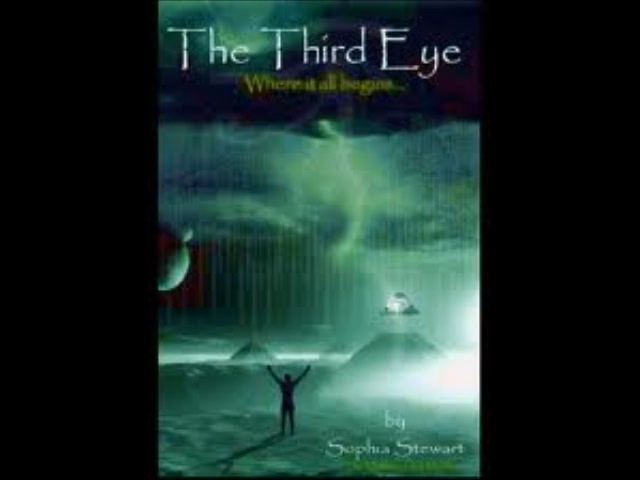 The Third Eye
Where it all begins...
by
Sophia Stewart